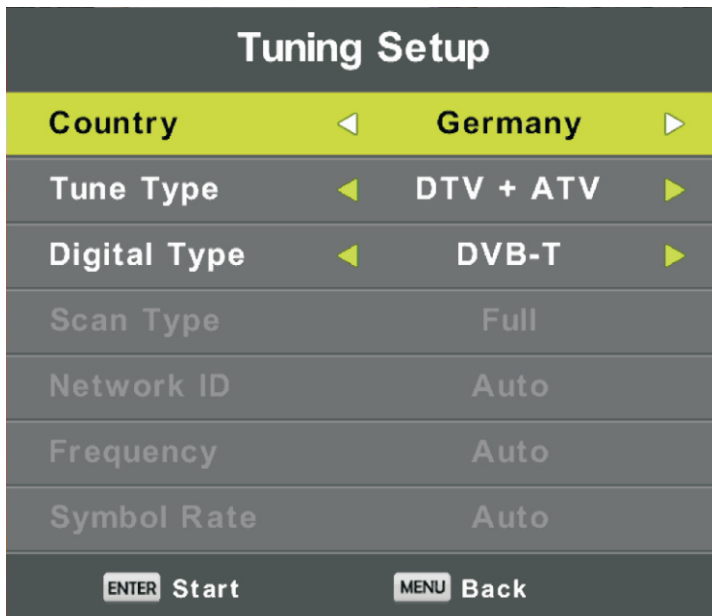 Tuning Setup
Country Germany
Tune Type DTV + ATV
Digital Type DVB-T
Scan Type Full
Network ID Auto
Frequency Auto
Symbol Rate Auto
ENTER Start MENU Back